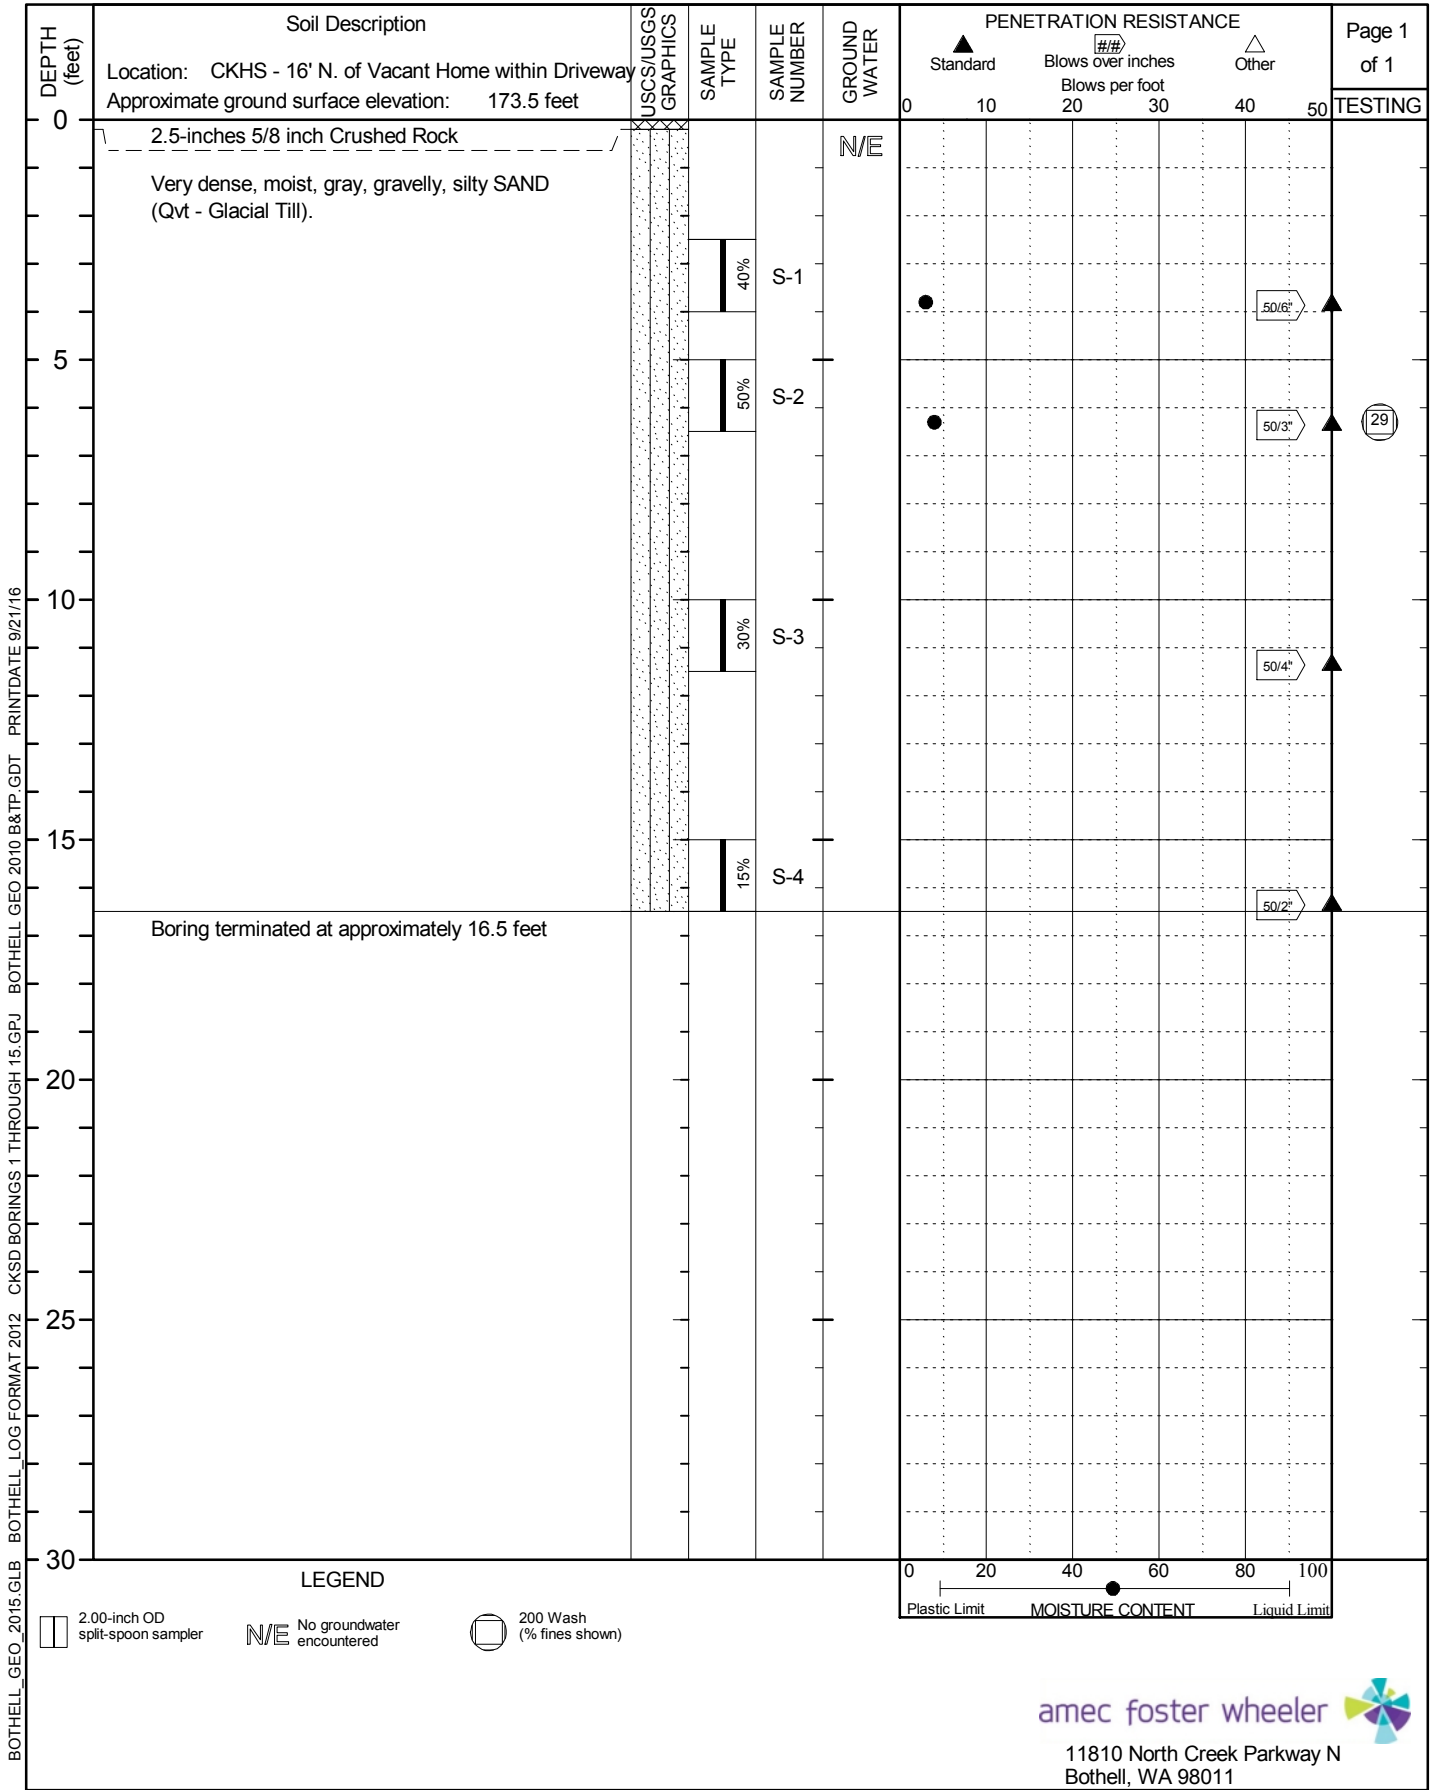 DEPTH
(feet)
Soil Description
Location: CKHS - 16' N. of Vacant Home within Driveway
Approximate ground surface elevation: 173.5 feet
USCS/USGS
GRAPHICS
SAMPLE
TYPE
SAMPLE
NUMBER
GROUND
WATER
PENETRATION RESISTANCE
Standard
#/#
Blows over inches
Blows per foot
Other
0 10 20 30 40 50
Page 1
of 1
TESTING
0
2.5-inches 5/8 inch Crushed Rock
N/E
Very dense, moist, gray, gravelly, silty SAND
(Qvt - Glacial Till).
40%
S-1
50/6"
5
50%
S-2
50/3"
29
10
30%
S-3
50/4"
15
15%
S-4
50/2"
Boring terminated at approximately 16.5 feet
20
25
30
0 20 40 60 80 100
Plastic Limit MOISTURE CONTENT Liquid Limit
LEGEND
2.00-inch OD
split-spoon sampler
N/E
No groundwater
encountered
200 Wash
(% fines shown)
amec foster wheeler
11810 North Creek Parkway N
Bothell, WA 98011
BOTHELL_GEO_2015.GLB BOTHELL_LOG FORMAT 2012 CKSD BORINGS 1 THROUGH 15.GPJ BOTHELL GEO 2010 B&TP.GDT PRINTDATE 9/21/16